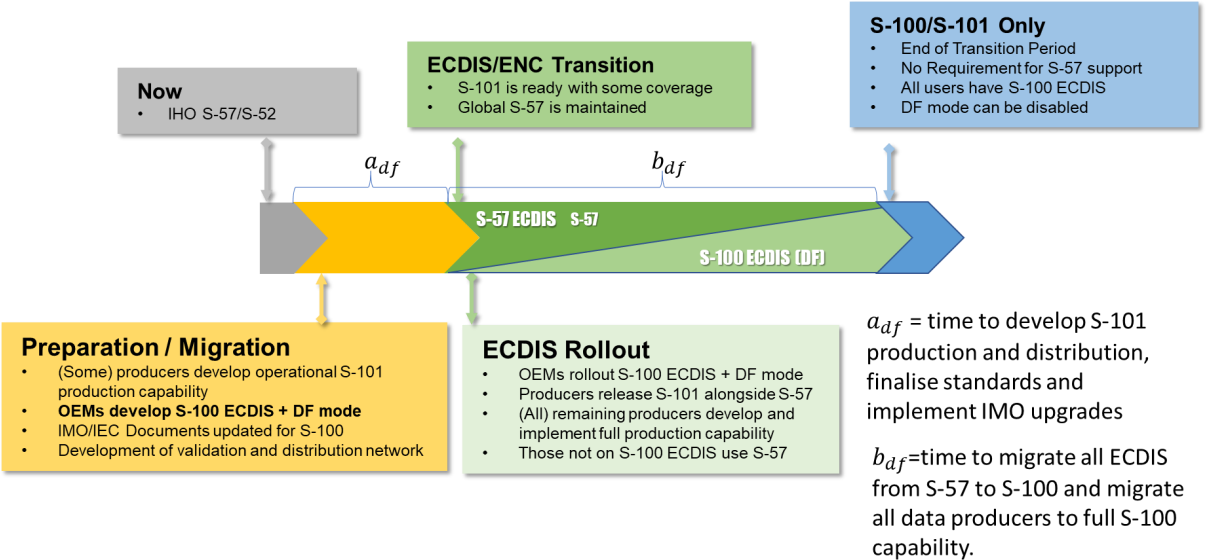 Now
• IHO S-57/S-52
ECDIS/ENC Transition
• S-101 is ready with some coverage
• Global S-57 is maintained
S-100/S-101 Only
• End of Transition Period
• No Requirement for S-57 support
• All users have S-100 ECDIS
• DF mode can be disabled
a_df
b_df
S-57 ECDIS S-57
S-100 ECDIS (DF)
Preparation / Migration
• (Some) producers develop operational S-101
production capability
• OEMs develop S-100 ECDIS + DF mode
• IMO/IEC Documents updated for S-100
• Development of validation and distribution network
ECDIS Rollout
• OEMs rollout S-100 ECDIS + DF mode
• Producers release S-101 alongside S-57
• (All) remaining producers develop and
implement full production capability
• Those not on S-100 ECDIS use S-57
a_df = time to develop S-101
production and distribution,
finalise standards and
implement IMO upgrades
b_df=time to migrate all ECDIS
from S-57 to S-100 and migrate
all data producers to full S-100
capability.